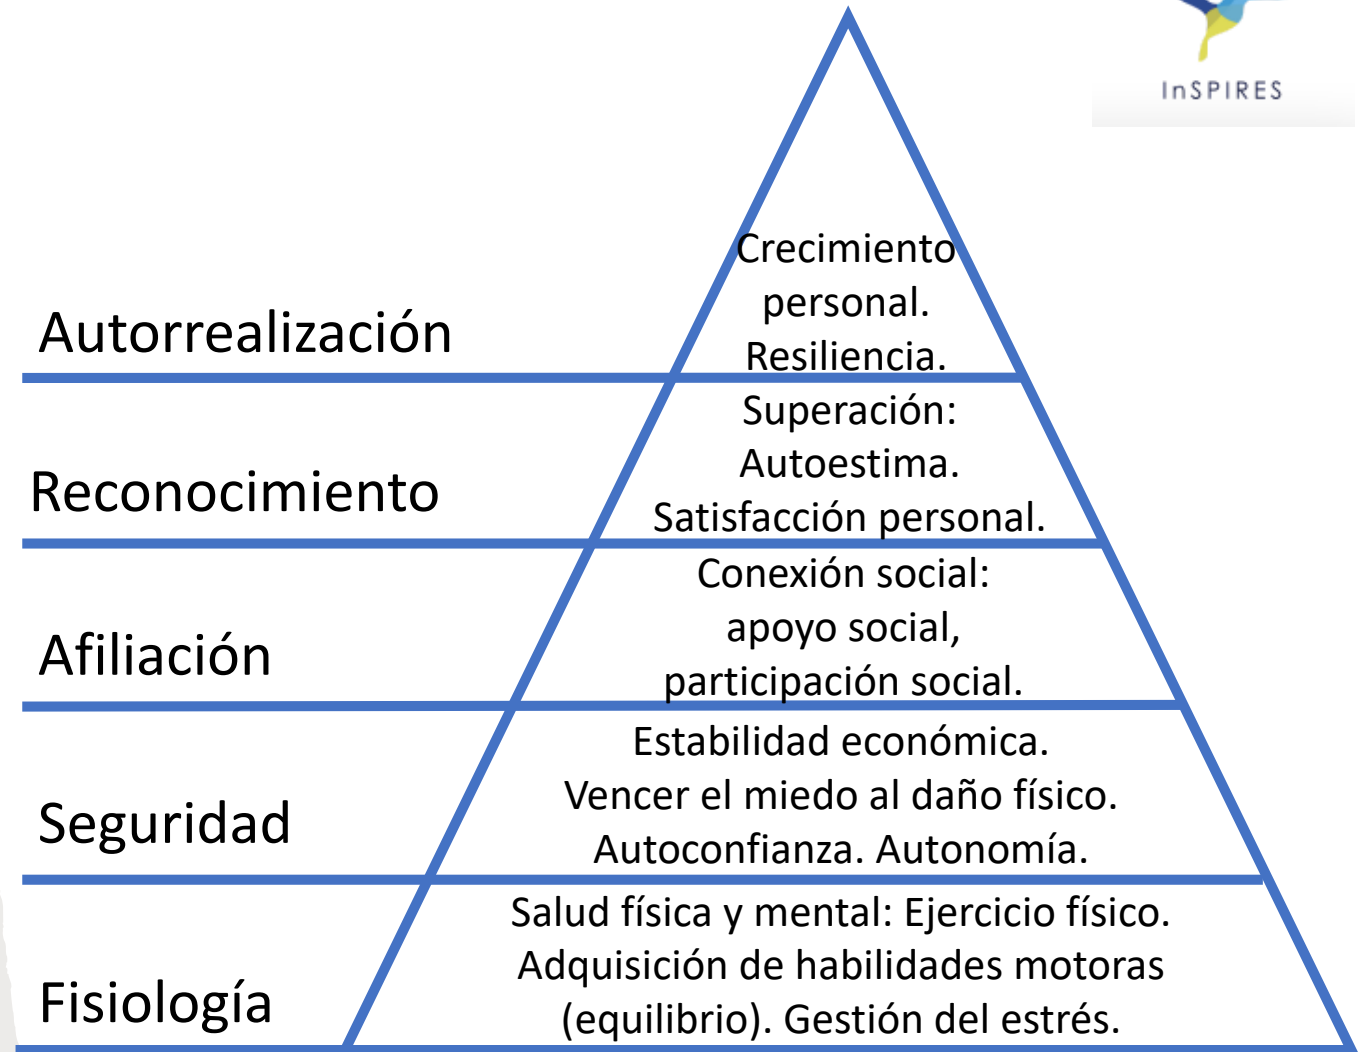 InSPIRES
Crecimiento
personal.
Resiliencia.
Autorrealización
Superación:
Autoestima.
Satisfacción personal.
Reconocimiento
Conexión social:
apoyo social,
participación social.
Afiliación
Estabilidad económica.
Vencer el miedo al daño físico.
Autoconfianza. Autonomía.
Seguridad
Salud física y mental: Ejercicio físico.
Adquisición de habilidades motoras
(equilibrio). Gestión del estrés.
Fisiología